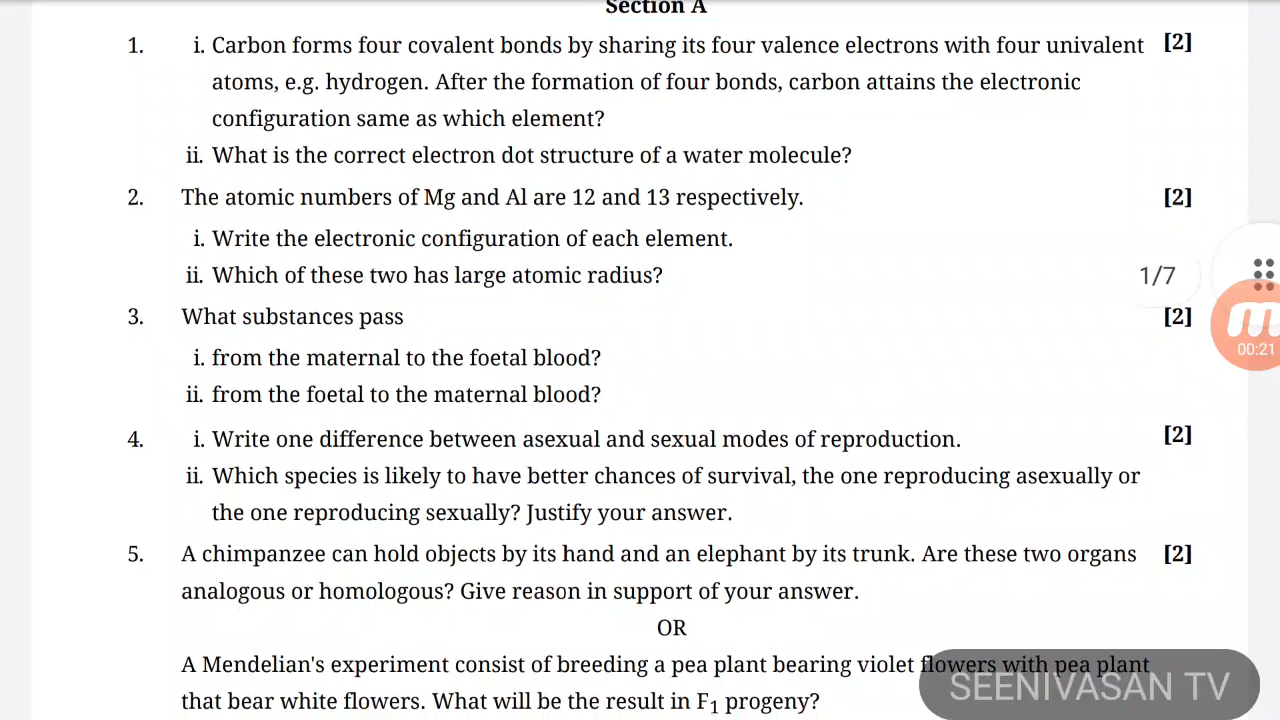 Section A
1. i. Carbon forms four covalent bonds by sharing its four valence electrons with four univalent [2]
atoms, e.g. hydrogen. After the formation of four bonds, carbon attains the electronic
configuration same as which element?
ii. What is the correct electron dot structure of a water molecule?
2. The atomic numbers of Mg and Al are 12 and 13 respectively. [2]
i. Write the electronic configuration of each element.
ii. Which of these two has large atomic radius?
1/7
3. What substances pass [2]
00:21
i. from the maternal to the foetal blood?
ii. from the foetal to the maternal blood?
4. i. Write one difference between asexual and sexual modes of reproduction. [2]
ii. Which species is likely to have better chances of survival, the one reproducing asexually or
the one reproducing sexually? Justify your answer.
5. A chimpanzee can hold objects by its hand and an elephant by its trunk. Are these two organs [2]
analogous or homologous? Give reason in support of your answer.
OR
A Mendelian's experiment consist of breeding a pea plant bearing violet flowers with pea plant
that bear white flowers. What will be the result in F1 progeny?
SEENIVASAN TV